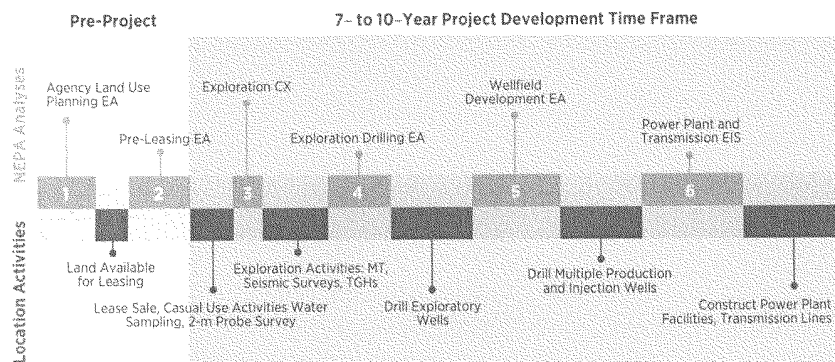 Pre-Project
7- to 10-Year Project Development Time Frame
NEPA Analyses
Agency Land Use
Planning EA
Pre-Leasing EA
Exploration CX
Exploration Drilling EA
Wellfield
Development EA
Power Plant and
Transmission EIS
1
2
3
4
5
6
Location Activities
Land Available
for Leasing
Lease Sale, Casual Use Activities Water
Sampling, 2-m Probe Survey
Exploration Activities: MT,
Seismic Surveys, TGHs
Drill Exploratory
Wells
Drill Multiple Production
and Injection Wells
Construct Power Plant
Facilities, Transmission Lines